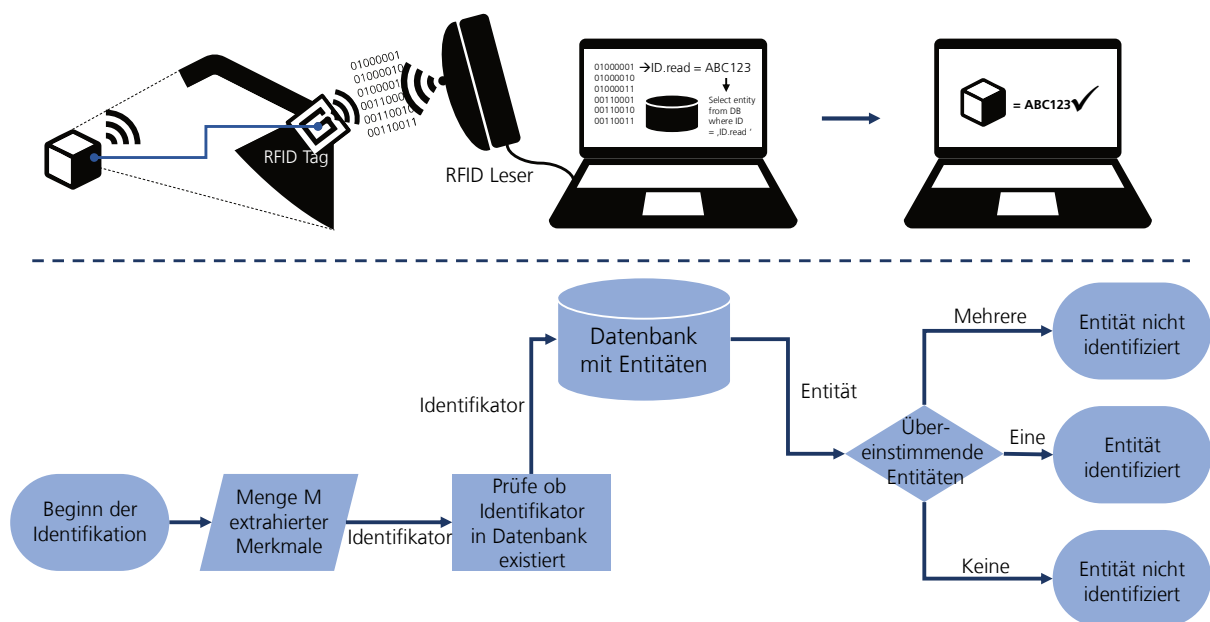 01000001
01000010
01000011
00110001
00110010
00110011
RFID Tag
RFID Leser
01000001 →ID.read = ABC123
01000010
01000011
00110001
00110010
00110011
Select entity
from DB
where ID
= ‚ID.read ‘
= ABC123
Beginn der
Identifikation
Menge M
extrahierter
Merkmale
Identifikator
Prüfe ob
Identifikator
in Datenbank
existiert
Identifikator
Datenbank
mit Entitäten
Entität
Über-
einstimmende
Entitäten
Mehrere
Entität nicht
identifiziert
Eine
Entität
identifiziert
Keine
Entität nicht
identifiziert